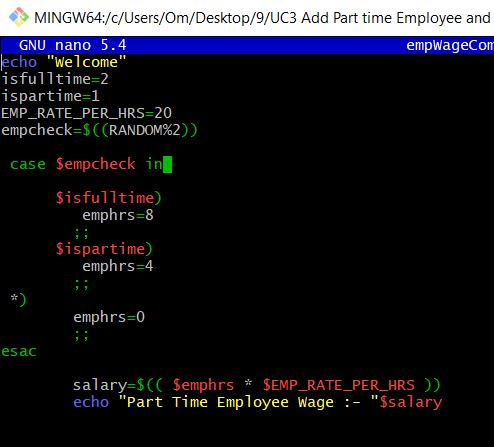 MINGW64:/c/Users/Om/Desktop/9/UC3 Add Part time Employee and
GNU nano 5.4 empWageCom
echo "Welcome"
isfulltime=2
ispartime=1
EMP_RATE_PER_HRS=20
empcheck=$((RANDOM%2))
case $empcheck in
$isfulltime)
emphrs=8
;;
$ispartime)
emphrs=4
;;
*)
emphrs=0
;;
esac
salary=$(( $emphrs * $EMP_RATE_PER_HRS ))
echo "Part Time Employee Wage :- "$salary